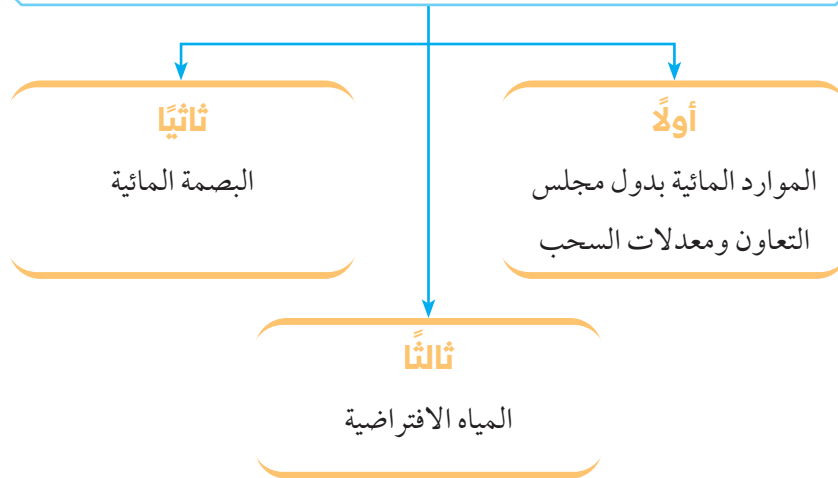 أولًا
الموارد المائية بدول مجلس
التعاون ومعدلات السحب
ثانيًا
البصمة المائية
ثالثًا
المياه الافتراضية